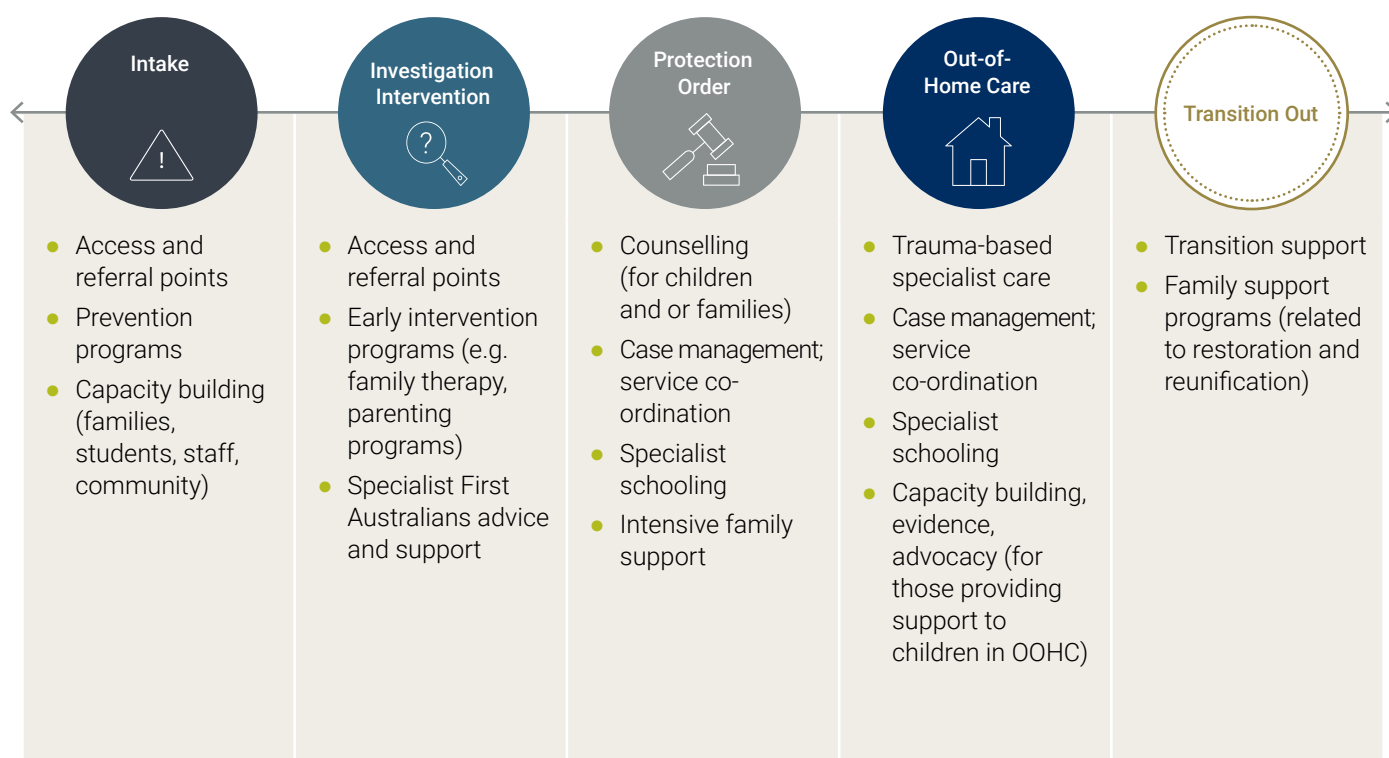 Intake
!
• Access and
referral points
• Prevention
programs
• Capacity building
(families,
students, staff,
community)
Investigation
Intervention
?
• Access and
referral points
• Early intervention
programs (e.g.
family therapy,
parenting
programs)
• Specialist First
Australians advice
and support
Protection
Order
• Counselling
(for children
and or families)
• Case management;
service co-
ordination
• Specialist
schooling
• Intensive family
support
Out-of-
Home Care
• Trauma-based
specialist care
• Case management;
service
co-ordination
• Specialist
schooling
• Capacity building,
evidence,
advocacy (for
those providing
support to
children in OOHC)
Transition Out
• Transition support
• Family support
programs (related
to restoration and
reunification)